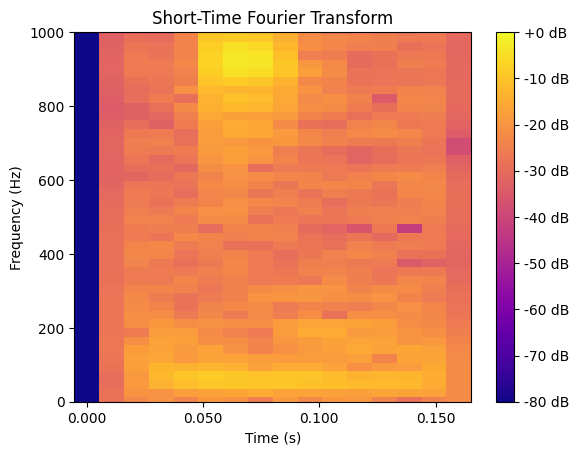 Short-Time Fourier Transform
Frequency (Hz)
1000
800
600
400
200
0
0.000
0.050
0.100
0.150
Time (s)
+0 dB
-10 dB
-20 dB
-30 dB
-40 dB
-50 dB
-60 dB
-70 dB
-80 dB